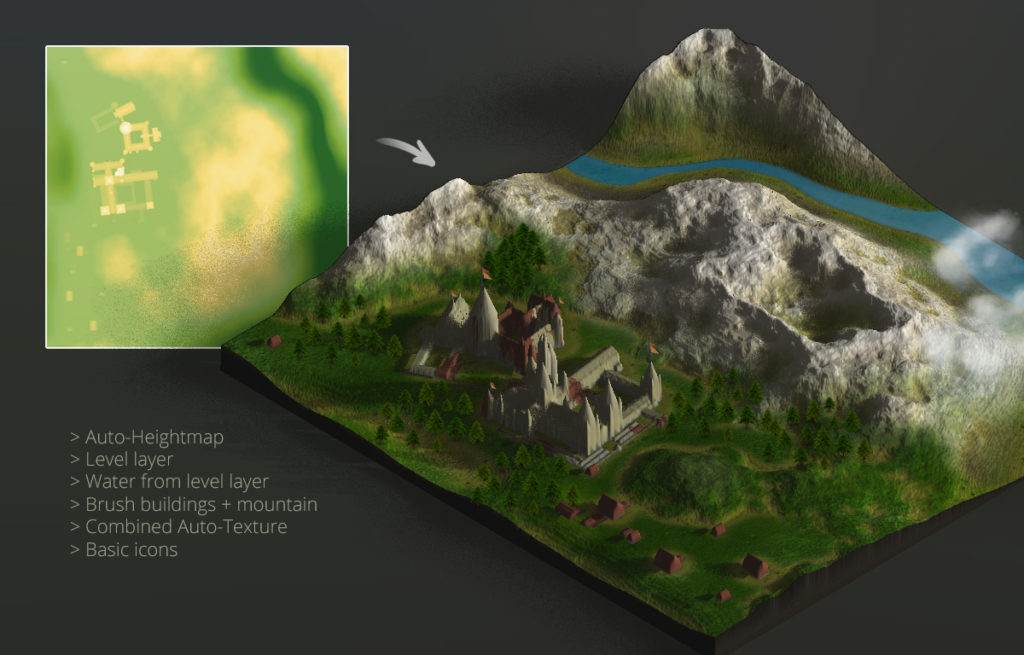 > Auto-Heightmap
> Level layer
> Water from level layer
> Brush buildings + mountain
> Combined Auto-Texture
> Basic icons